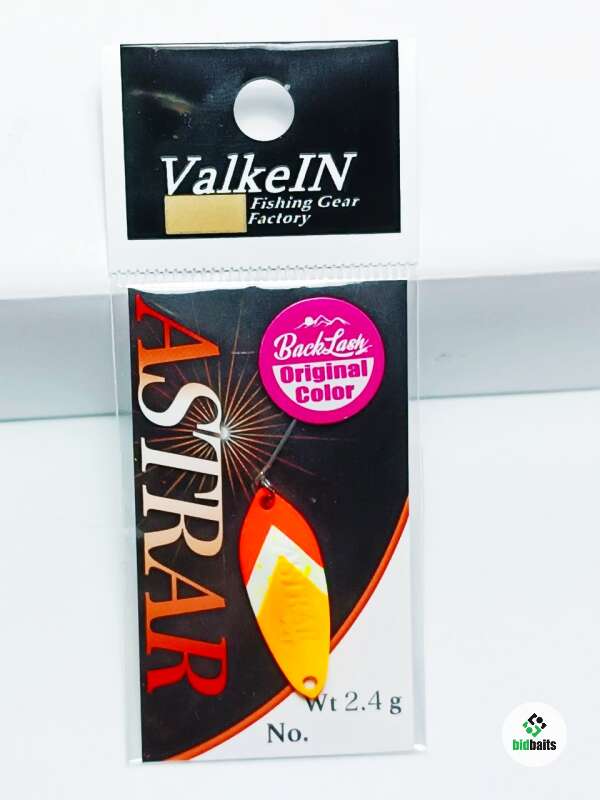 ValkeIN
Fishing Gear
Factory
ASTRAR
BackLash
Original
Color
Wt 2.4 g
No.
bidbaits